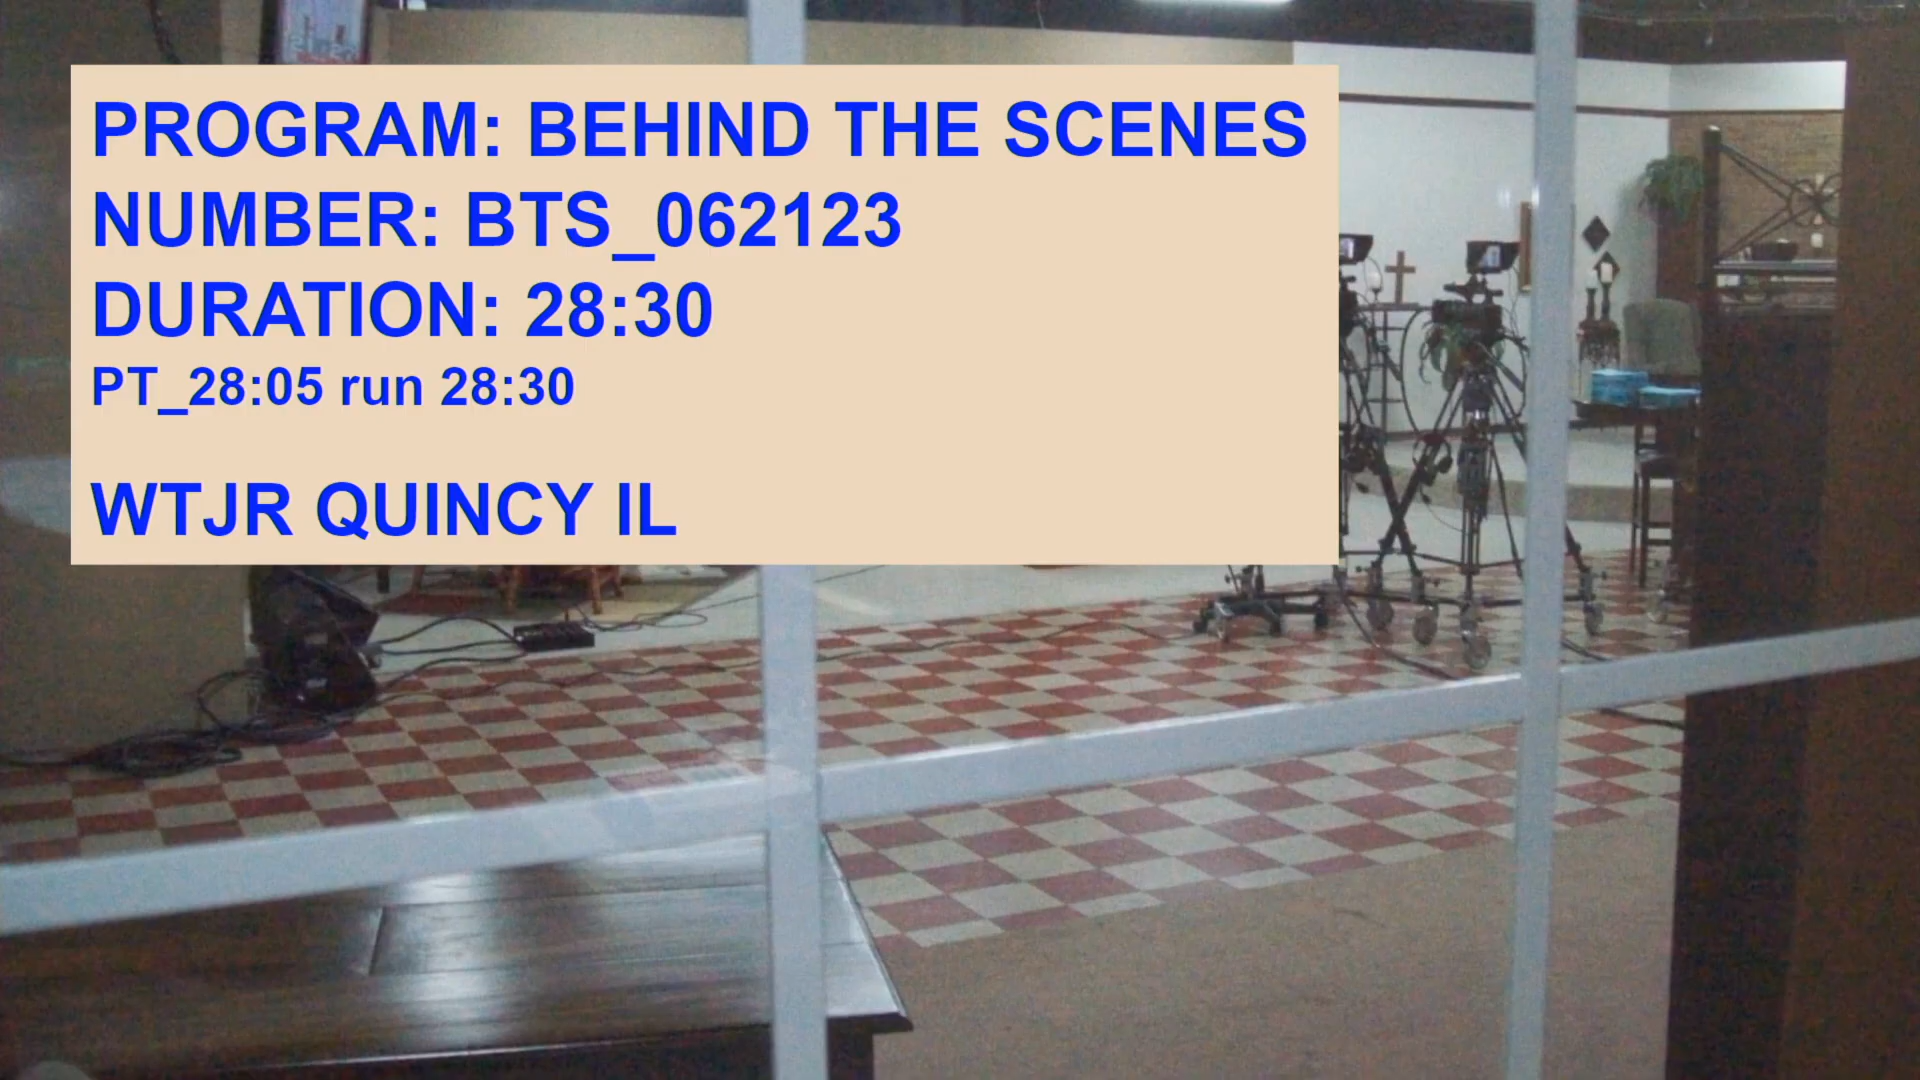 PROGRAM: BEHIND THE SCENES
NUMBER: BTS_062123
DURATION: 28:30
PT_28:05 run 28:30
WTJR QUINCY IL